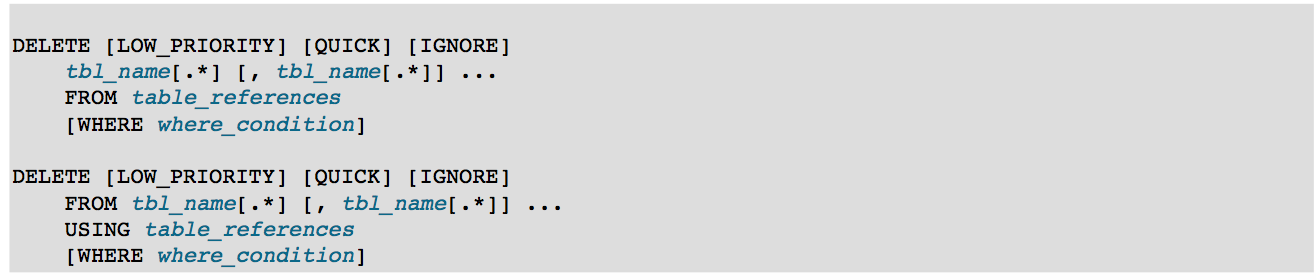 DELETE [LOW_PRIORITY] [QUICK] [IGNORE]
    tbl_name[.*] [, tbl_name[.*]] ...
    FROM table_references
    [WHERE where_condition]

DELETE [LOW_PRIORITY] [QUICK] [IGNORE]
    FROM tbl_name[.*] [, tbl_name[.*]] ...
    USING table_references
    [WHERE where_condition]